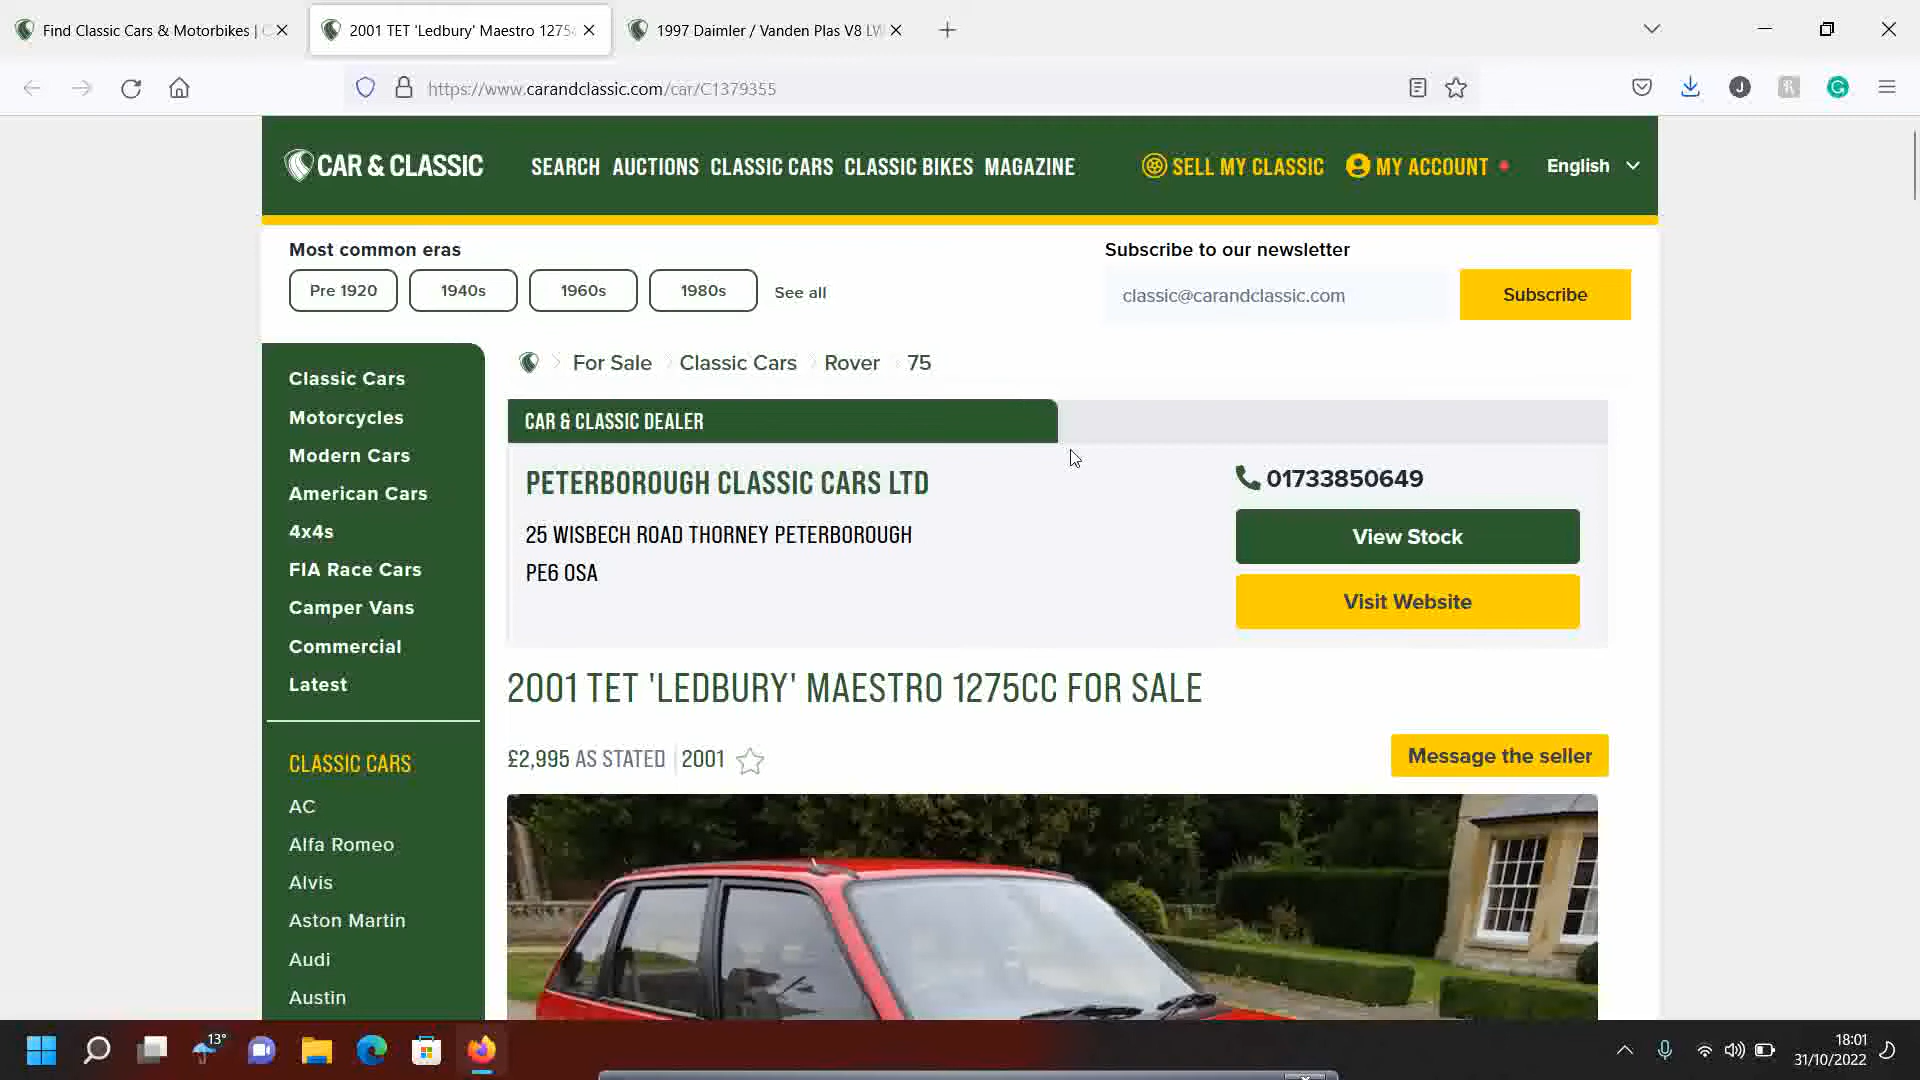 Find Classic Cars & Motorbikes |
2001 TET 'Ledbury' Maestro 1275
1997 Daimler / Vanden Plas V8 LW
https://www.carandclassic.com/car/C1379355
CAR & CLASSIC
SEARCH AUCTIONS CLASSIC CARS CLASSIC BIKES MAGAZINE
SELL MY CLASSIC
MY ACCOUNT
English
Most common eras
Pre 1920
1940s
1960s
1980s
See all
Subscribe to our newsletter
classic@carandclassic.com
Subscribe
For Sale
Classic Cars
Rover
75
Classic Cars
Motorcycles
Modern Cars
American Cars
4x4s
FIA Race Cars
Camper Vans
Commercial
Latest
CLASSIC CARS
AC
Alfa Romeo
Alvis
Aston Martin
Audi
Austin
CAR & CLASSIC DEALER
PETERBOROUGH CLASSIC CARS LTD
25 WISBECH ROAD THORNEY PETERBOROUGH
PE6 0SA
01733850649
View Stock
Visit Website
2001 TET 'LEDBURY' MAESTRO 1275CC FOR SALE
£2,995 AS STATED
2001
Message the seller
13°
18:01
31/10/2022